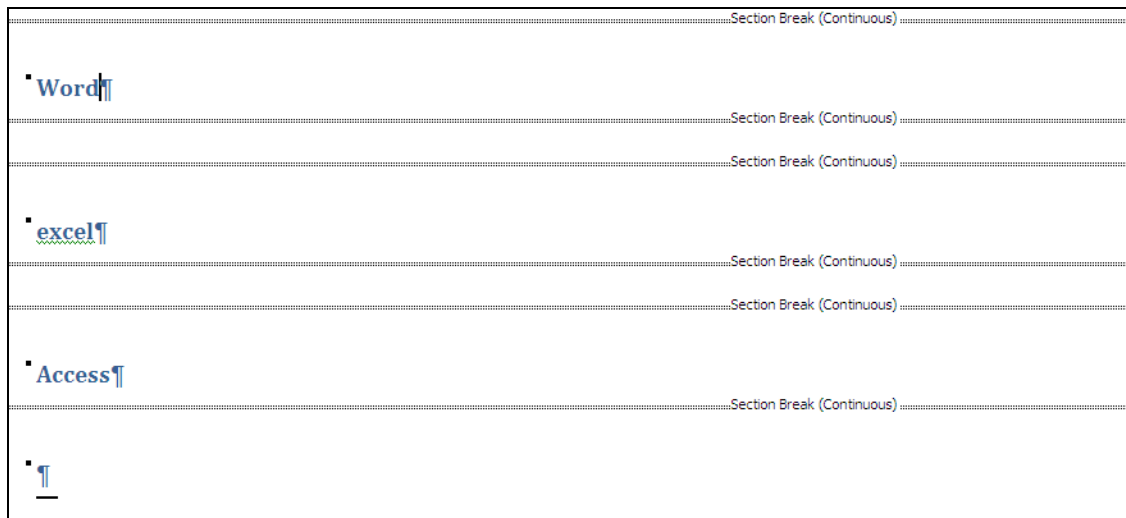 Section Break (Continuous)
Word¶
Section Break (Continuous)
Section Break (Continuous)
excel¶
Section Break (Continuous)
Section Break (Continuous)
Access¶
Section Break (Continuous)
¶